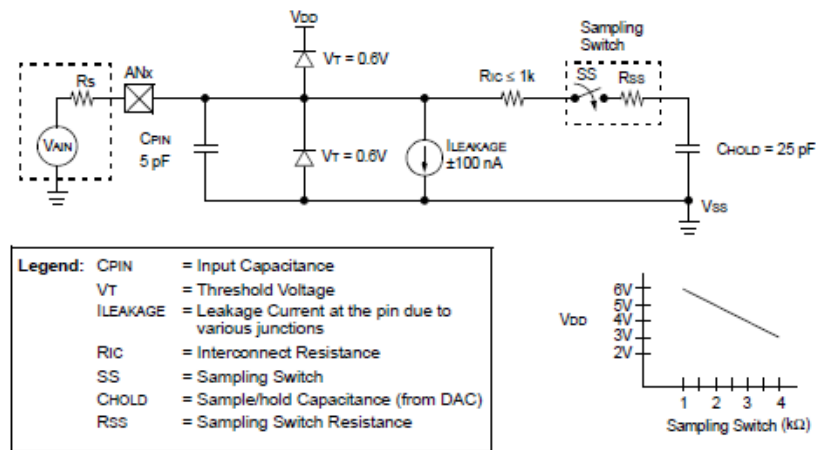 VDD
Sampling
Switch
VT = 0.6V
RIC ≤ 1k
SS
RSS
Rs
ANx
VAIN
CPIN
5 pF
VT = 0.6V
ILEAKAGE
±100 nA
CHOLD = 25 pF
VSS
Legend: CPIN = Input Capacitance
VT = Threshold Voltage
ILEAKAGE = Leakage Current at the pin due to
various junctions
RIC = Interconnect Resistance
SS = Sampling Switch
CHOLD = Sample/hold Capacitance (from DAC)
RSS = Sampling Switch Resistance
VDD
6V
5V
4V
3V
2V
1 2 3 4
Sampling Switch (kΩ)